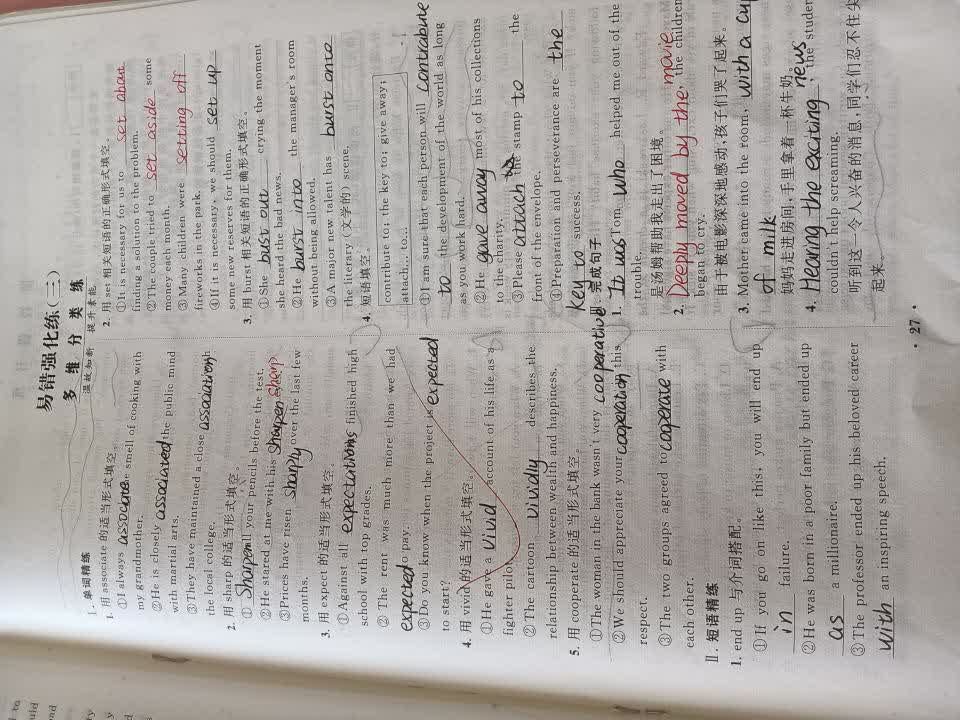 易错强化练(三)
多 维 分 类 练
温故知新 提升素能
Ⅰ. 单词精练
1. 用 associate 的适当形式填空。
①I always associate the smell of cooking with
my grandmother.
②He is closely associated the public mind
with martial arts.
③They have maintained a close association
the local college.
2. 用 sharp 的适当形式填空。
① Sharpen all your pencils before the test.
②He stared at me with his sharp
③Prices have risen sharply over the last few
months.
3. 用 expect 的适当形式填空。
①Against all expectations finished high
school with top grades.
② The rent was much more than we had
expected to pay.
③Do you know when the project is expected
to start?
4. 用 vivid 的适当形式填空。
①He gave a vivid account of his life as a
fighter pilot.
② The cartoon vividly describes the
relationship between wealth and happiness.
5. 用 cooperate 的适当形式填空。
①The woman in the bank wasn't very cooperative
②We should appreciate your cooperation this
respect.
③The two groups agreed to cooperate with
each other.
Ⅱ. 短语精练
1. end up 与介词搭配。
①If you go on like this, you will end up
in failure.
②He was born in a poor family but ended up
as a millionaire.
③The professor ended up his beloved career
with an inspiring speech.
2. 用 set 相关短语的正确形式填空。
①It is necessary for us to set about
finding a solution to the problem.
②The couple tried to set aside some
money each month.
③Many children were setting off
fireworks in the park.
④If it is necessary, we should set up
some new reserves for them.
3. 用 burst 相关短语的正确形式填空。
①She bust out crying the moment
she heard the bad news.
②He burst into the manager's room
without being allowed.
③A major new talent has burst onto
the literary (文学的) scene.
4. 短语填空。
contribute to; the key to; give away;
attach... to...
①I am sure that each person will contrabute
to the development of the world as long
as you work hard.
②He gave away most of his collections
to the charity.
③Please attach the stamp to the
front of the envelope.
④Preparation and perseverance are the
key to success.
Ⅲ. 完成句子
1. It was Tom who helped me out of the
trouble.
是汤姆帮助我走出了困境。
2. Deeply moved by the movie, the children
began to cry.
由于被电影深深地感动,孩子们哭了起来。
3. Mother came into the room, with a cup
of milk
妈妈走进房间,手里拿着一杯牛奶
4. Hearing the exciting news, the studen
couldn't help screaming.
听到这一令人兴奋的消息,同学们忍不住尖
起来。
· 27 ·